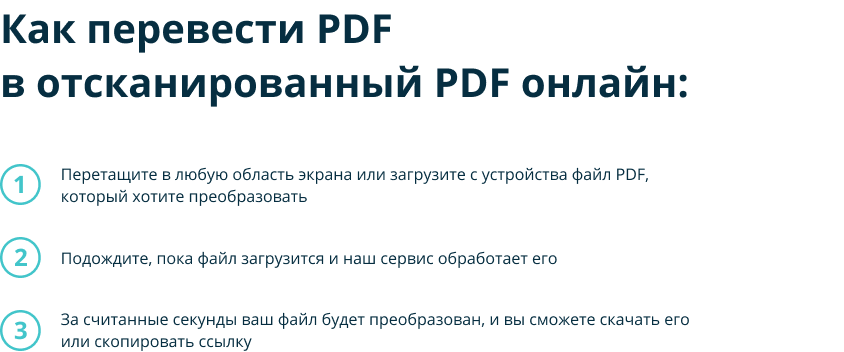 Как перевести PDF
в отсканированный PDF онлайн:
1
Перетащите в любую область экрана или загрузите с устройства файл PDF,
который хотите преобразовать
2
Подождите, пока файл загрузится и наш сервис обработает его
3
За считанные секунды ваш файл будет преобразован, и вы сможете скачать его
или скопировать ссылку